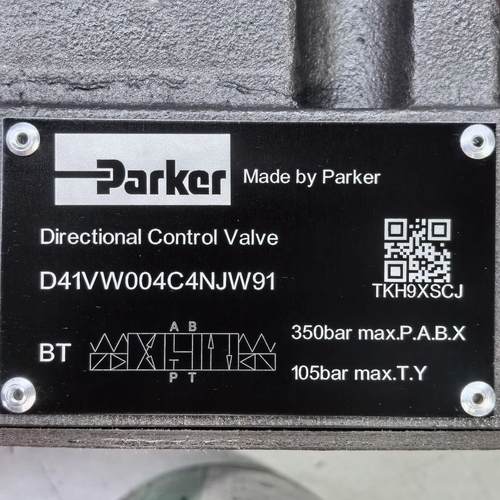 Parker
Made by Parker
Directional Control Valve
D41VW004C4NJW91
TKH9XSCJ
A B
350bar max.P.A.B.X
BT
P T
105bar max.T.Y